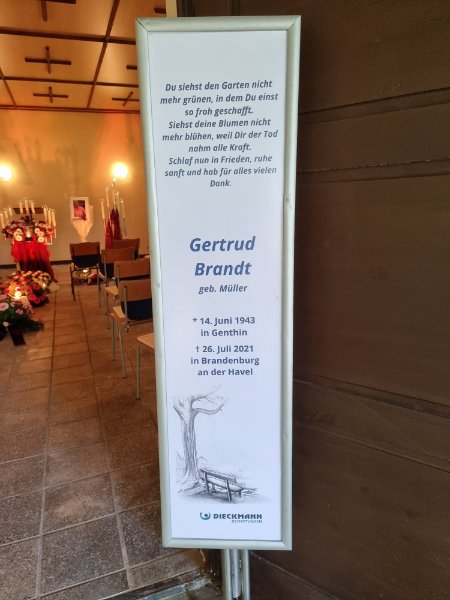 Du siehst den Garten nicht
mehr grünen, in dem Du einst
so froh geschafft.
Siehst deine Blumen nicht
mehr blühen, weil Dir der Tod
nahm alle Kraft.
Schlaf nun in Frieden, ruhe
sanft und hab für alles vielen
Dank.
Gertrud
Brandt
geb. Müller
* 14. Juni 1943
in Genthin
† 26. Juli 2021
in Brandenburg
an der Havel
DIECKMANN
BESTATTUNGEN